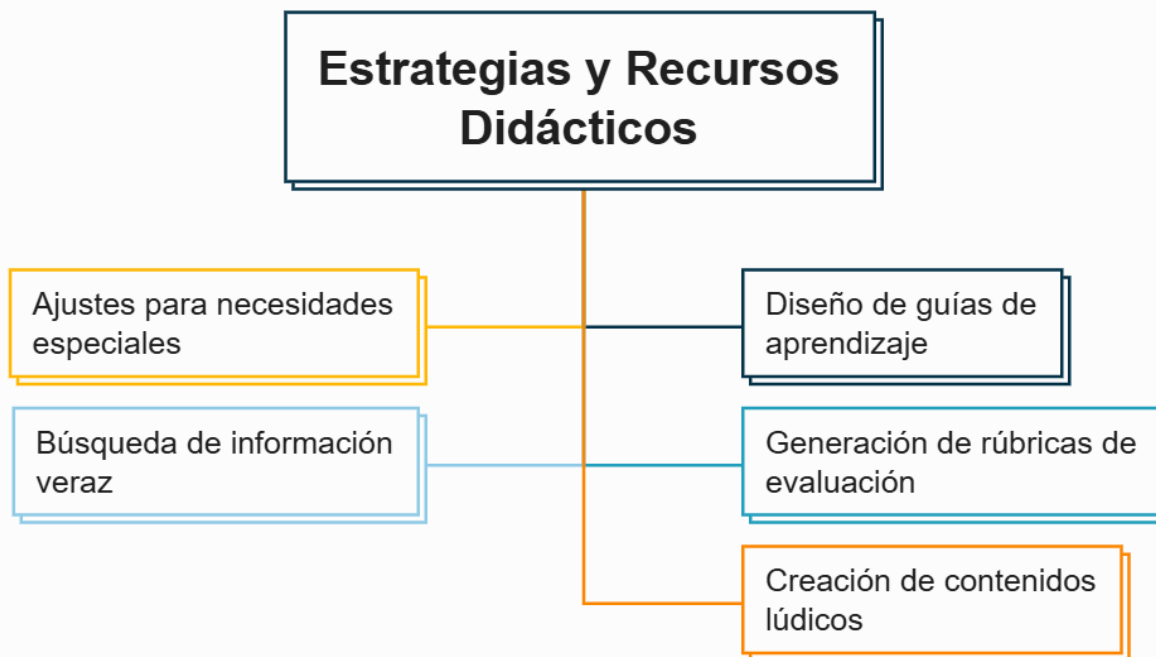 Estrategias y Recursos
Didácticos
Ajustes para necesidades
especiales
Diseño de guías de
aprendizaje
Búsqueda de información
veraz
Generación de rúbricas de
evaluación
Creación de contenidos
lúdicos